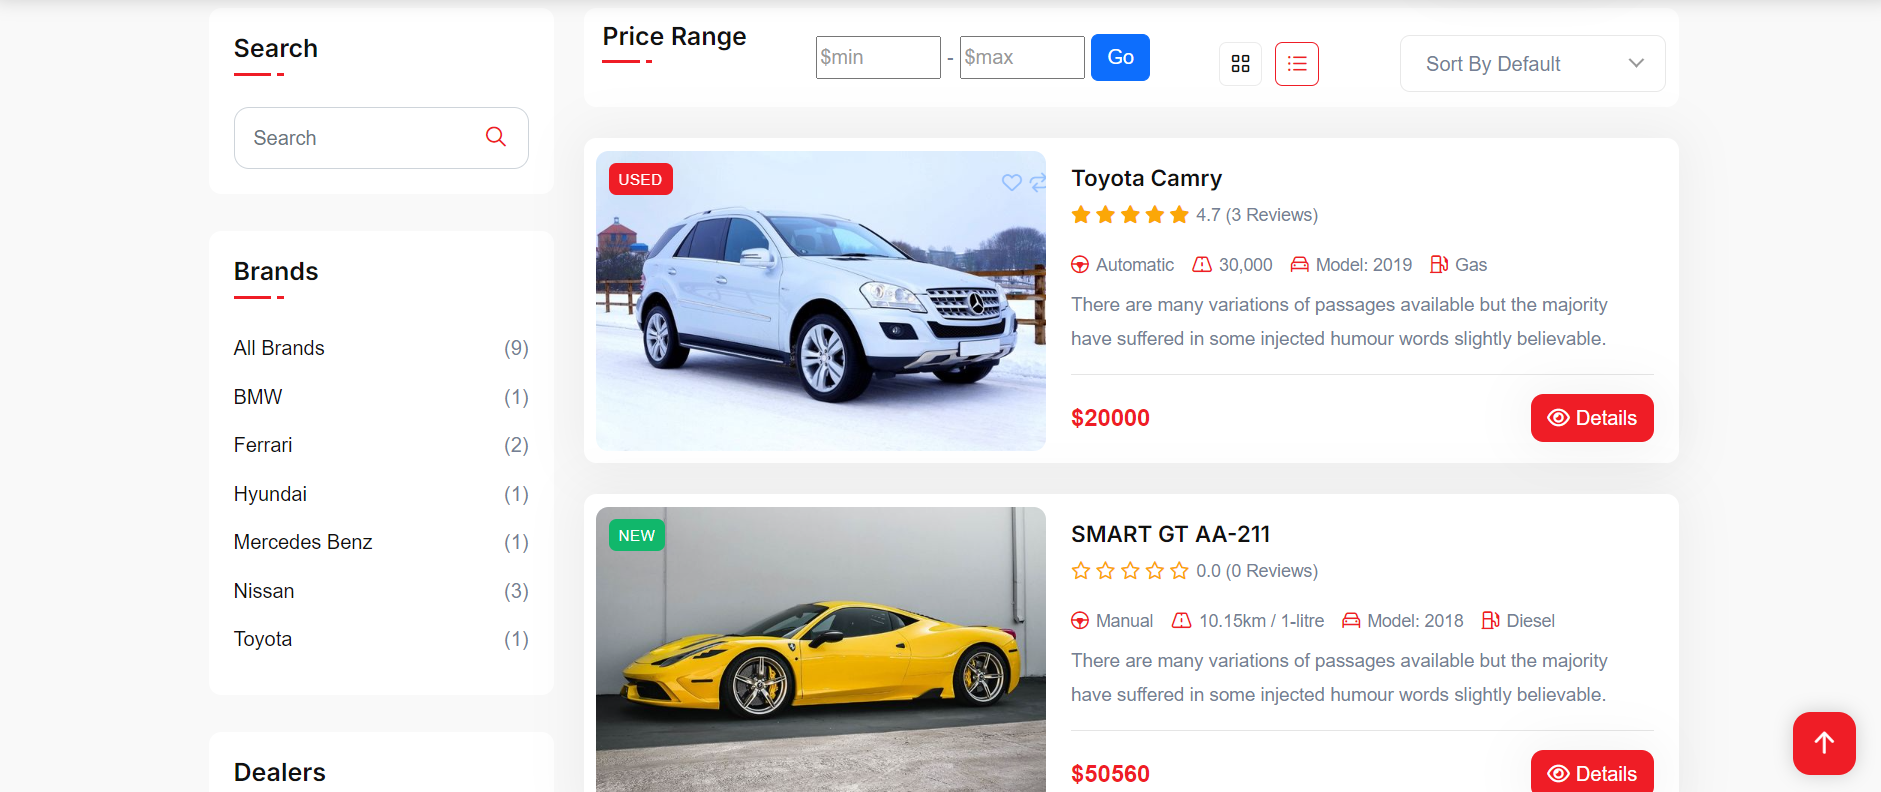 Search
Search
Brands
All Brands (9)
BMW (1)
Ferrari (2)
Hyundai (1)
Mercedes Benz (1)
Nissan (3)
Toyota (1)
Dealers
Price Range
$min - $max Go
Sort By Default
USED
Toyota Camry
4.7 (3 Reviews)
Automatic 30,000 Model: 2019 Gas
There are many variations of passages available but the majority
have suffered in some injected humour words slightly believable.
$20000
Details
NEW
SMART GT AA-211
0.0 (0 Reviews)
Manual 10.15km / 1-litre Model: 2018 Diesel
There are many variations of passages available but the majority
have suffered in some injected humour words slightly believable.
$50560
Details